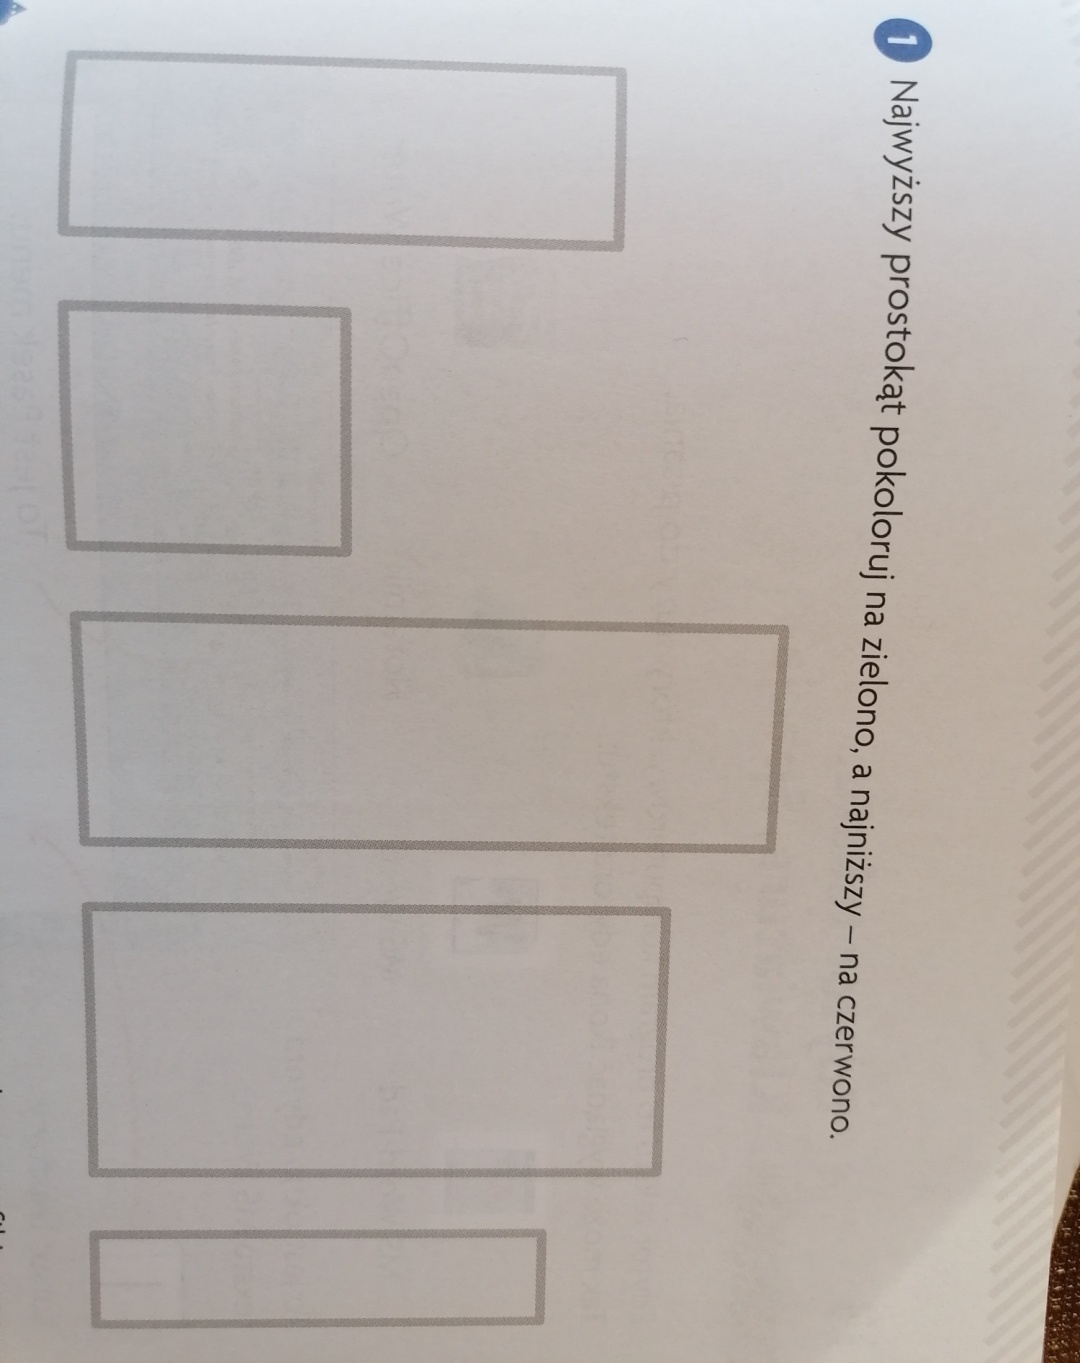 1 Najwyższy prostokąt pokoloruj na zielono, a najniższy – na czerwono.